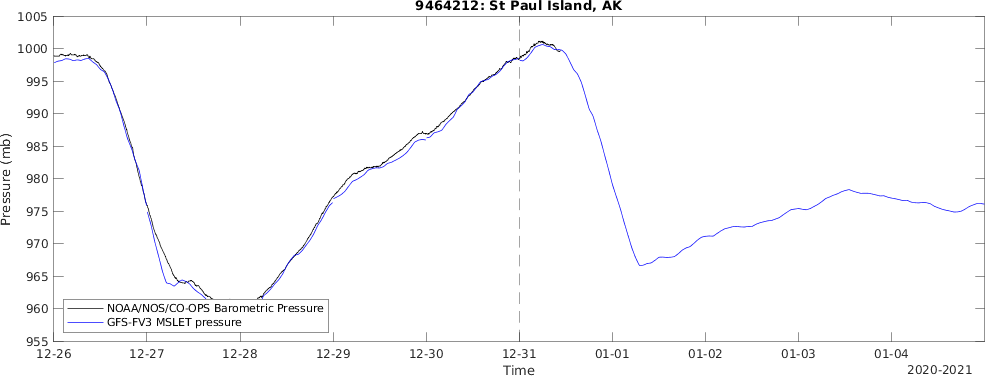 9464212: St Paul Island, AK
1005
1000
995
990
985
980
975
970
965
960
955
Pressure (mb)
NOAA/NOS/CO-OPS Barometric Pressure
GFS-FV3 MSLET pressure
12-26 12-27 12-28 12-29 12-30 12-31 01-01 01-02 01-03 01-04
Time
2020-2021